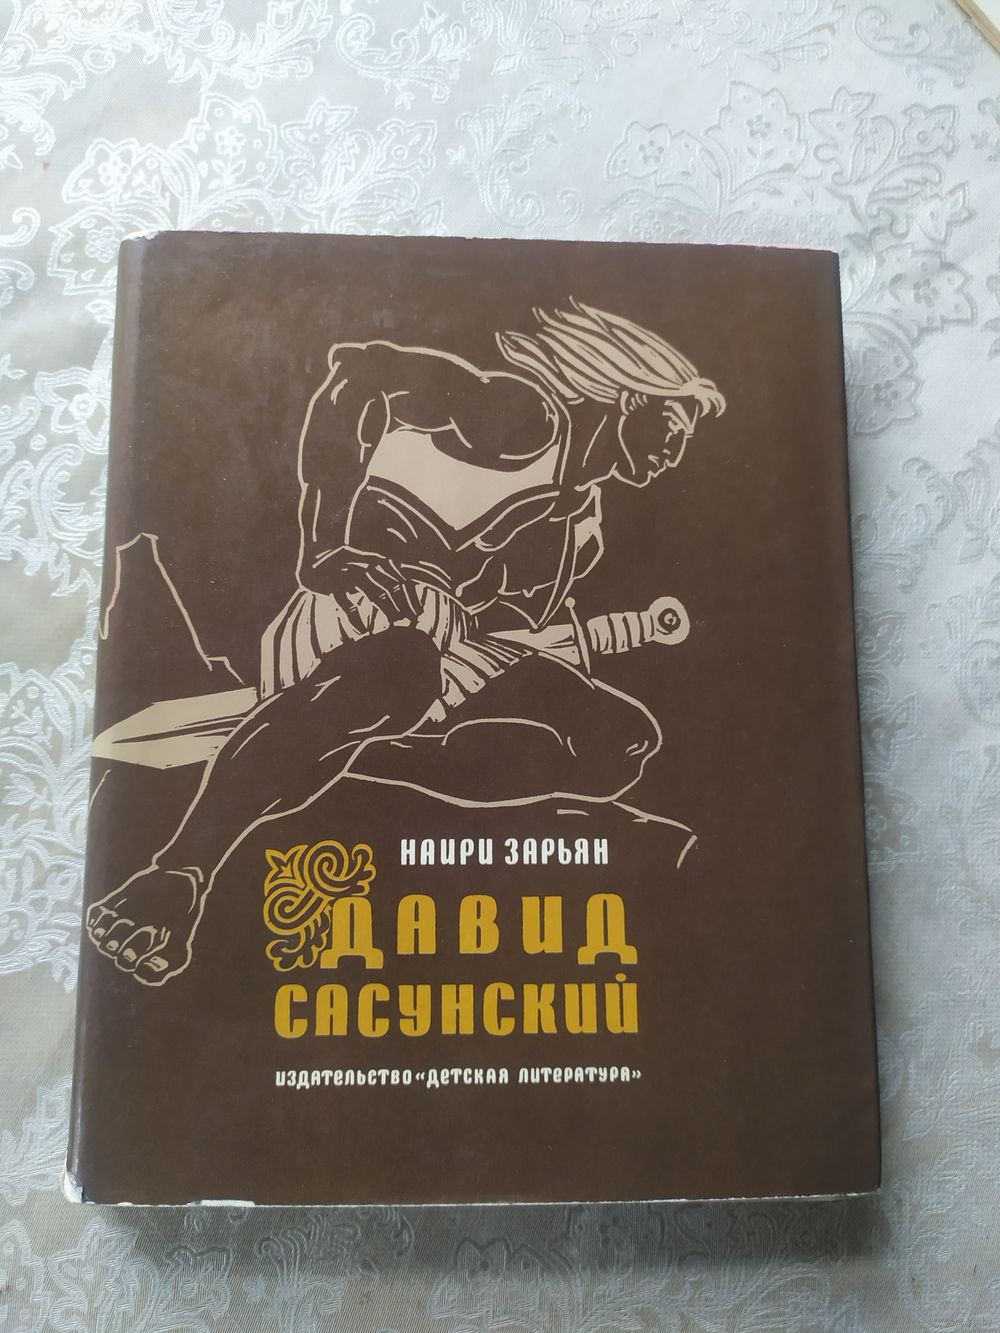 НАИРИ ЗАРЬЯН
ДАВИД
САСУНСКИЙ
ИЗДАТЕЛЬСТВО «ДЕТСКАЯ ЛИТЕРАТУРА»